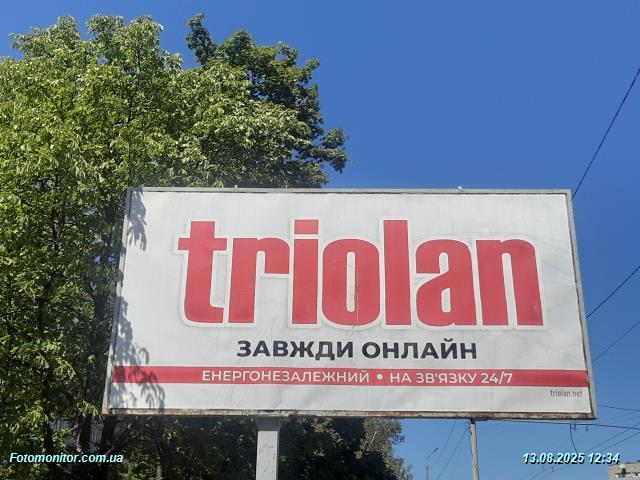 triolan
ЗАВЖДИ ОНЛАЙН
ЕНЕРГОНЕЗАЛЕЖНИЙ • НА ЗВ'ЯЗКУ 24/7
triolan.net
Fotomonitor.com.ua
13.08.2025 12:34